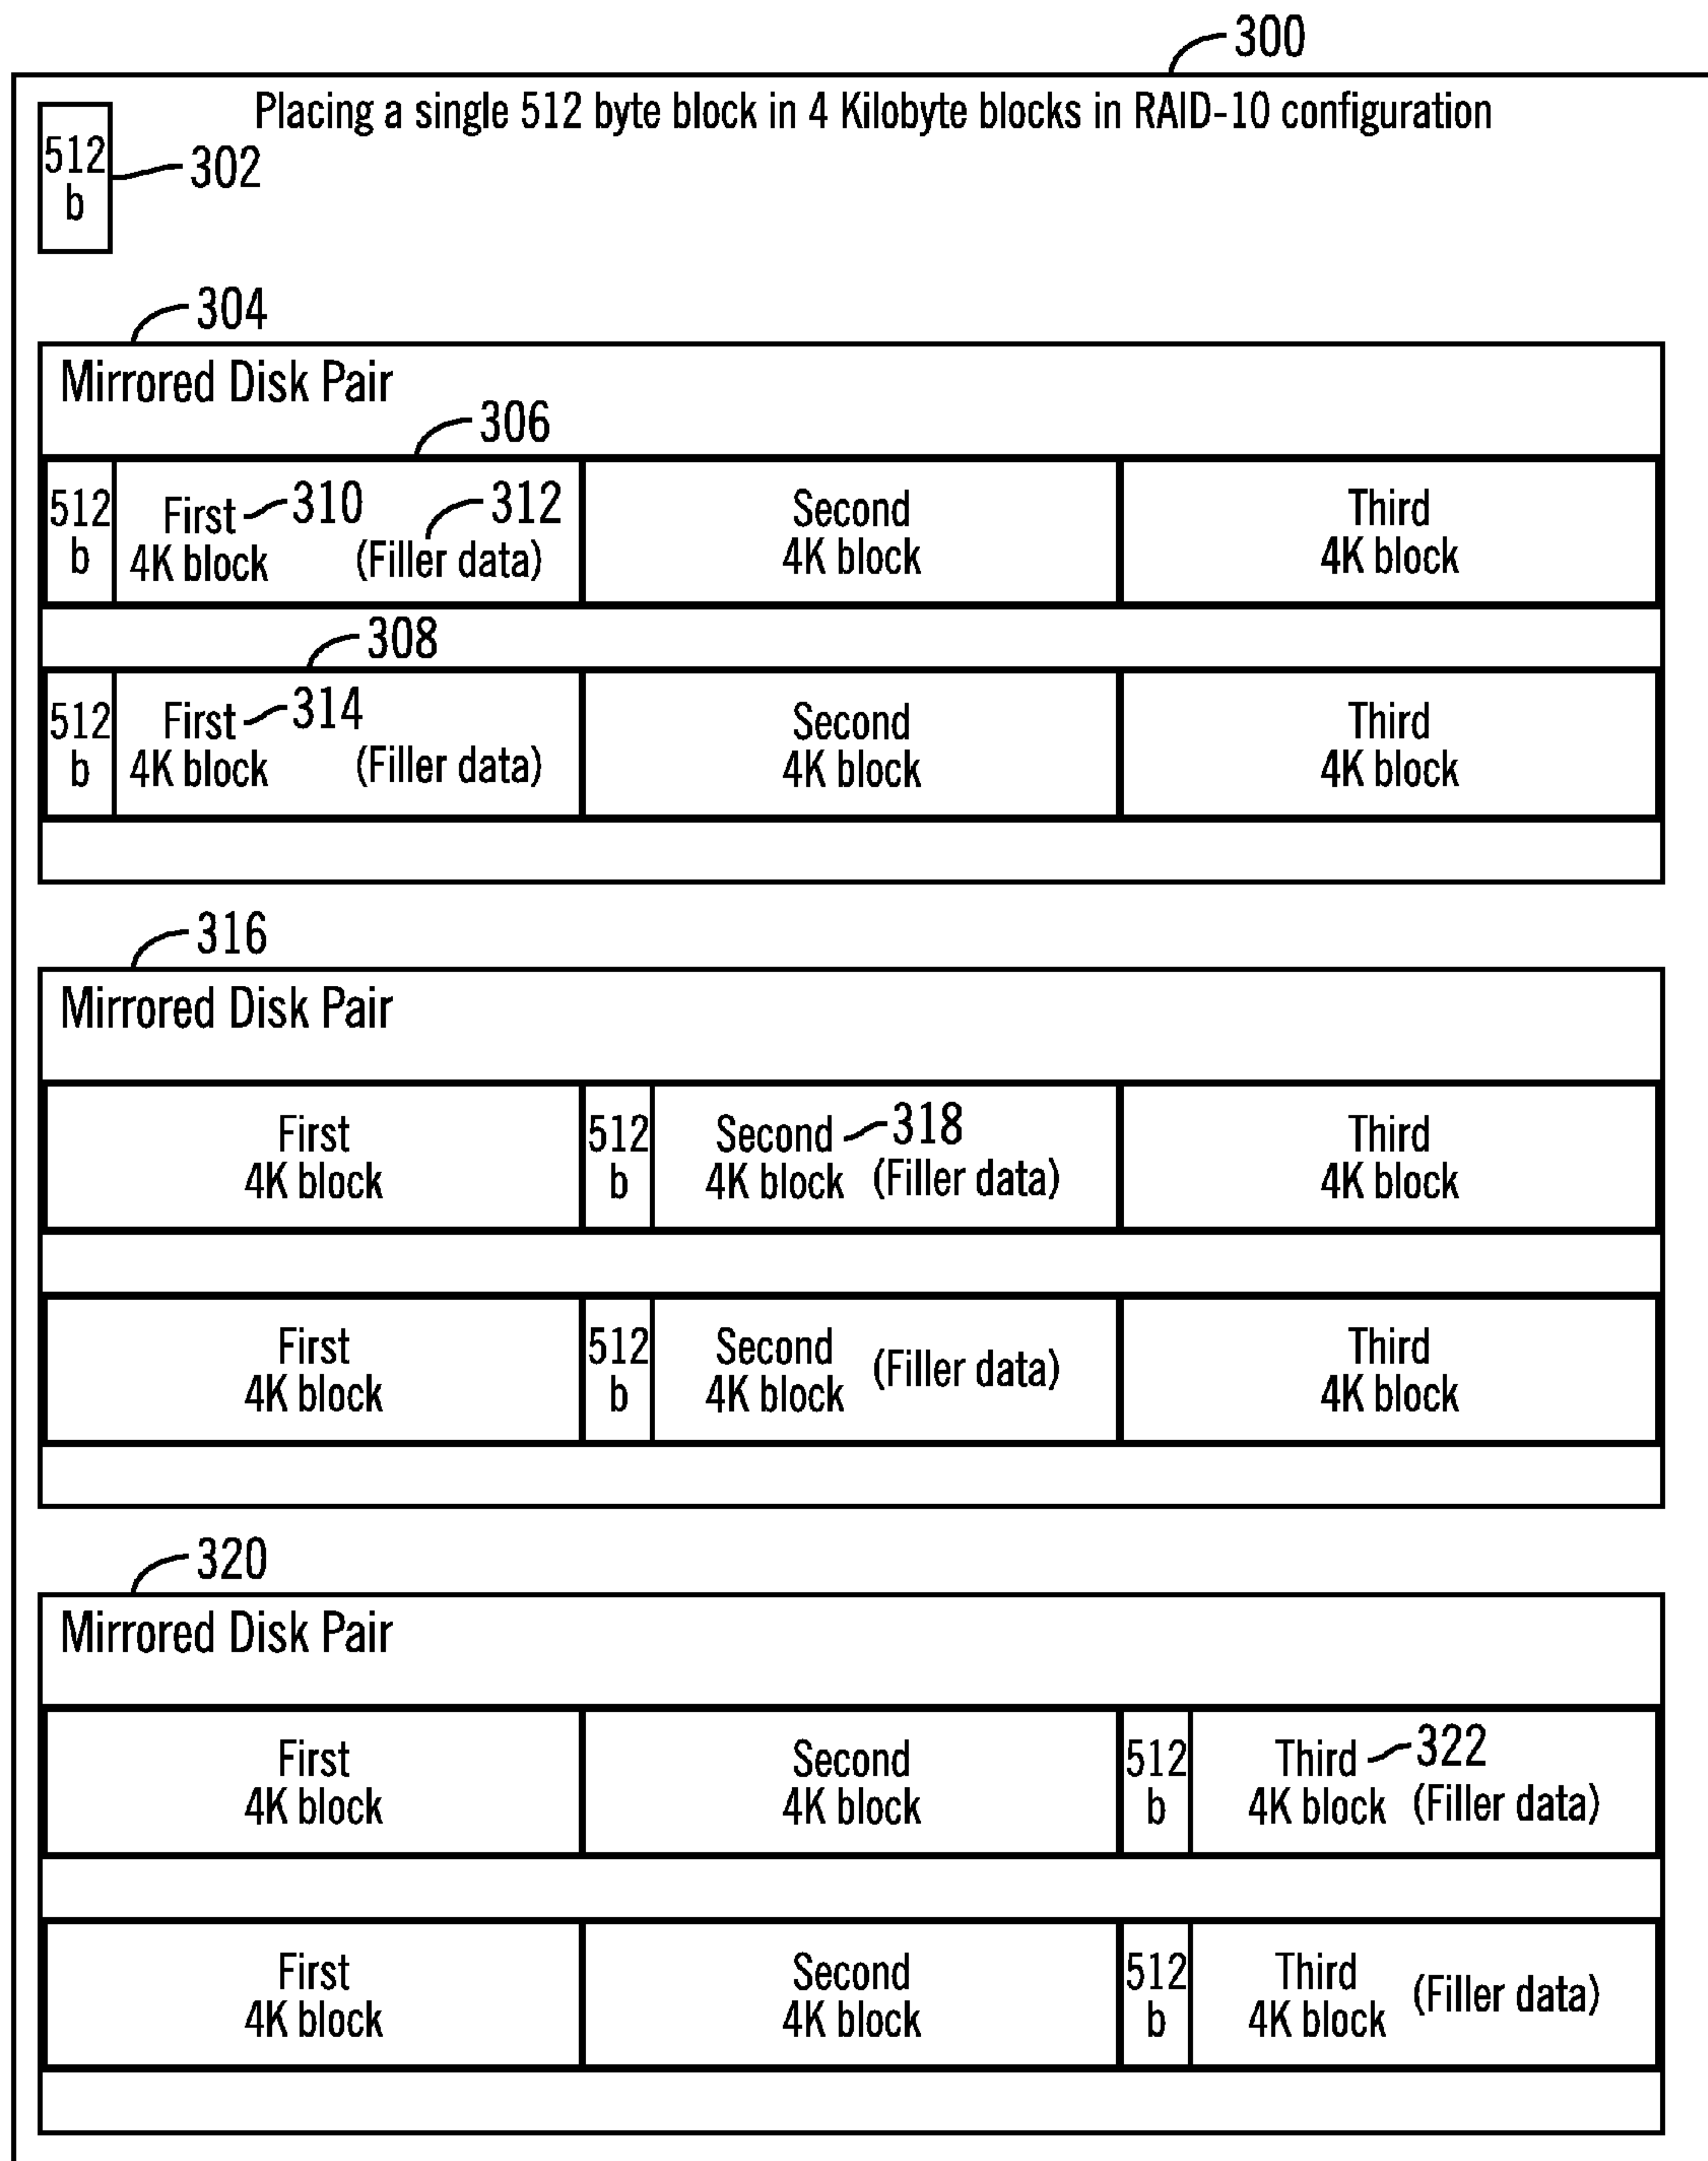 300
Placing a single 512 byte block in 4 Kilobyte blocks in RAID-10 configuration
512
b
302
304
Mirrored Disk Pair
306
512
b
First
4K block
310
312
(Filler data)
Second
4K block
Third
4K block
308
512
b
First
4K block
314
(Filler data)
Second
4K block
Third
4K block
316
Mirrored Disk Pair
First
4K block
512
b
Second
4K block
318
(Filler data)
Third
4K block
First
4K block
512
b
Second
4K block
(Filler data)
Third
4K block
320
Mirrored Disk Pair
First
4K block
Second
4K block
512
b
Third
4K block
322
(Filler data)
First
4K block
Second
4K block
512
b
Third
4K block
(Filler data)